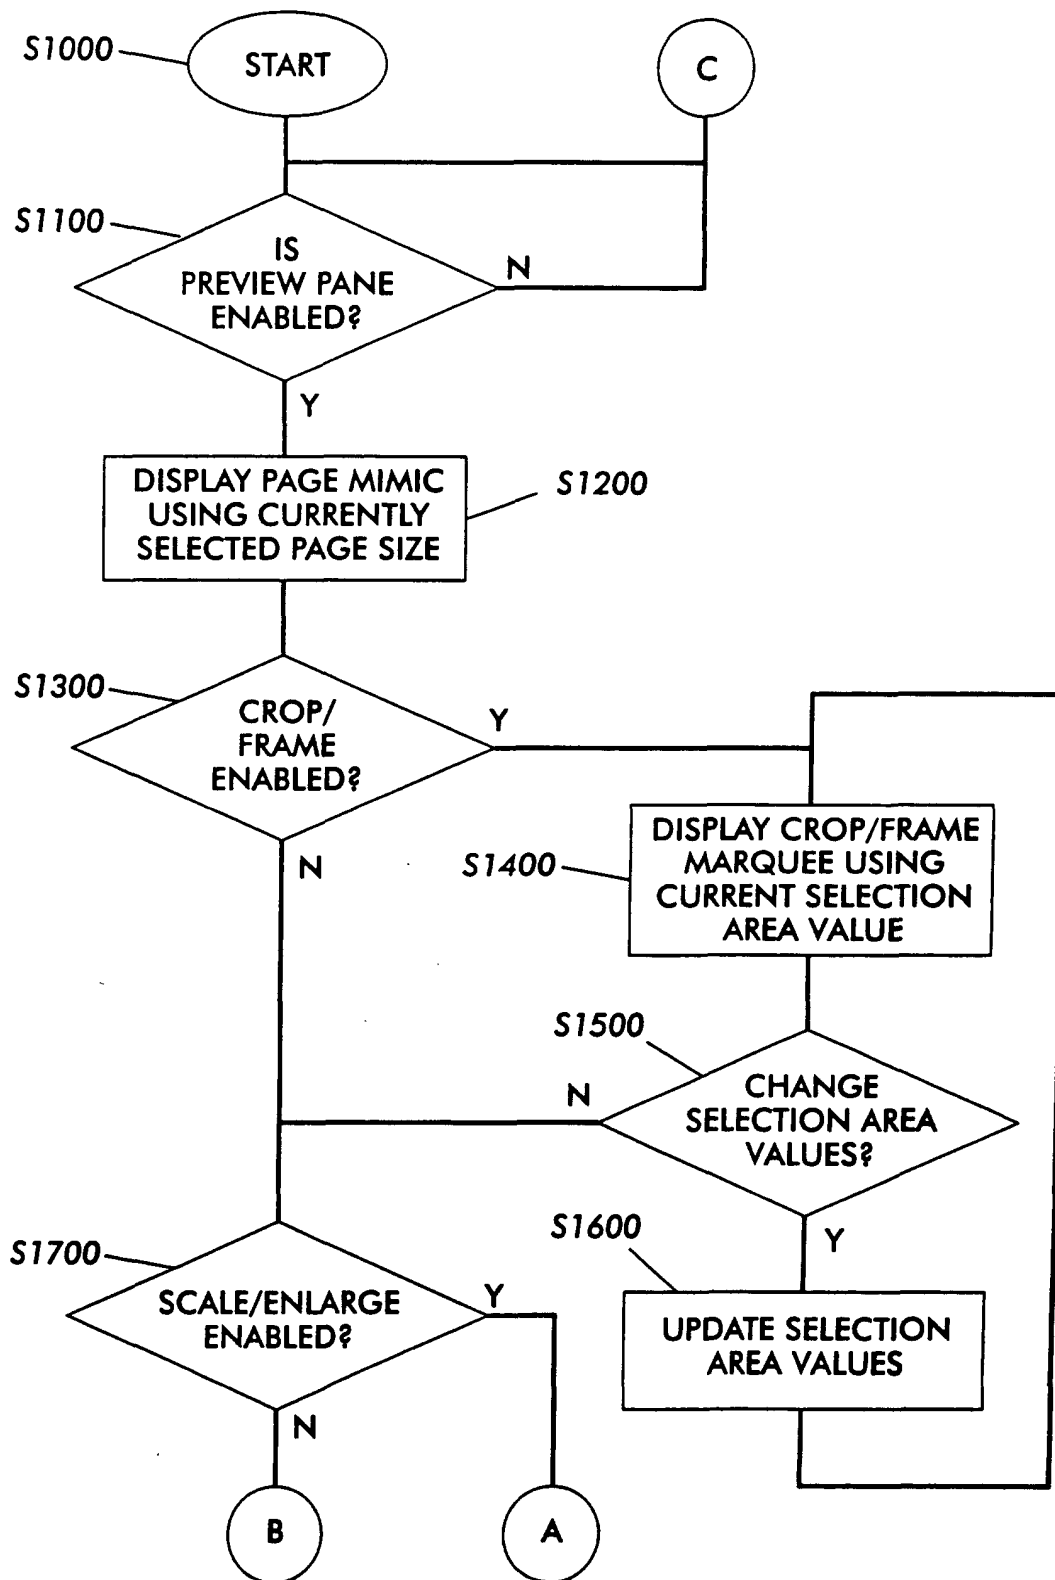 S1000
START
C
S1100
IS
PREVIEW PANE
ENABLED?
N
Y
DISPLAY PAGE MIMIC
USING CURRENTLY
SELECTED PAGE SIZE
S1200
S1300
CROP/
FRAME
ENABLED?
Y
N
S1400
DISPLAY CROP/FRAME
MARQUEE USING
CURRENT SELECTION
AREA VALUE
S1500
N
CHANGE
SELECTION AREA
VALUES?
Y
S1600
UPDATE SELECTION
AREA VALUES
S1700
SCALE/ENLARGE
ENABLED?
Y
N
B
A